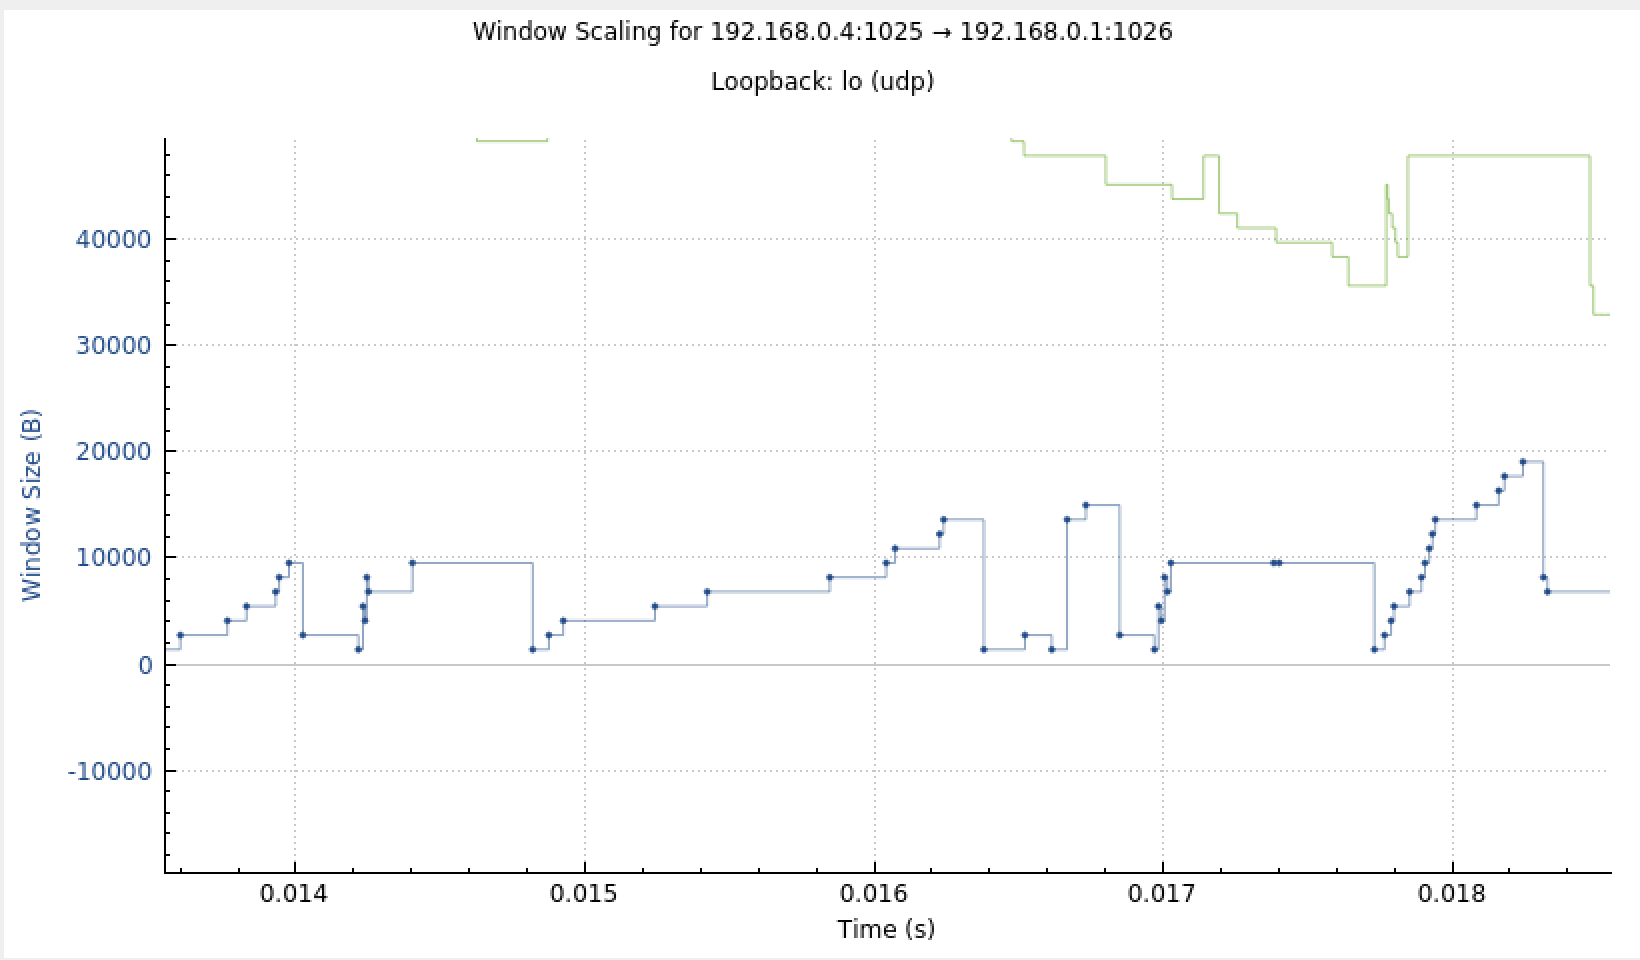 Window Scaling for 192.168.0.4:1025 → 192.168.0.1:1026
Loopback: lo (udp)
Window Size (B)
40000
30000
20000
10000
0
-10000
0.014 0.015 0.016 0.017 0.018
Time (s)